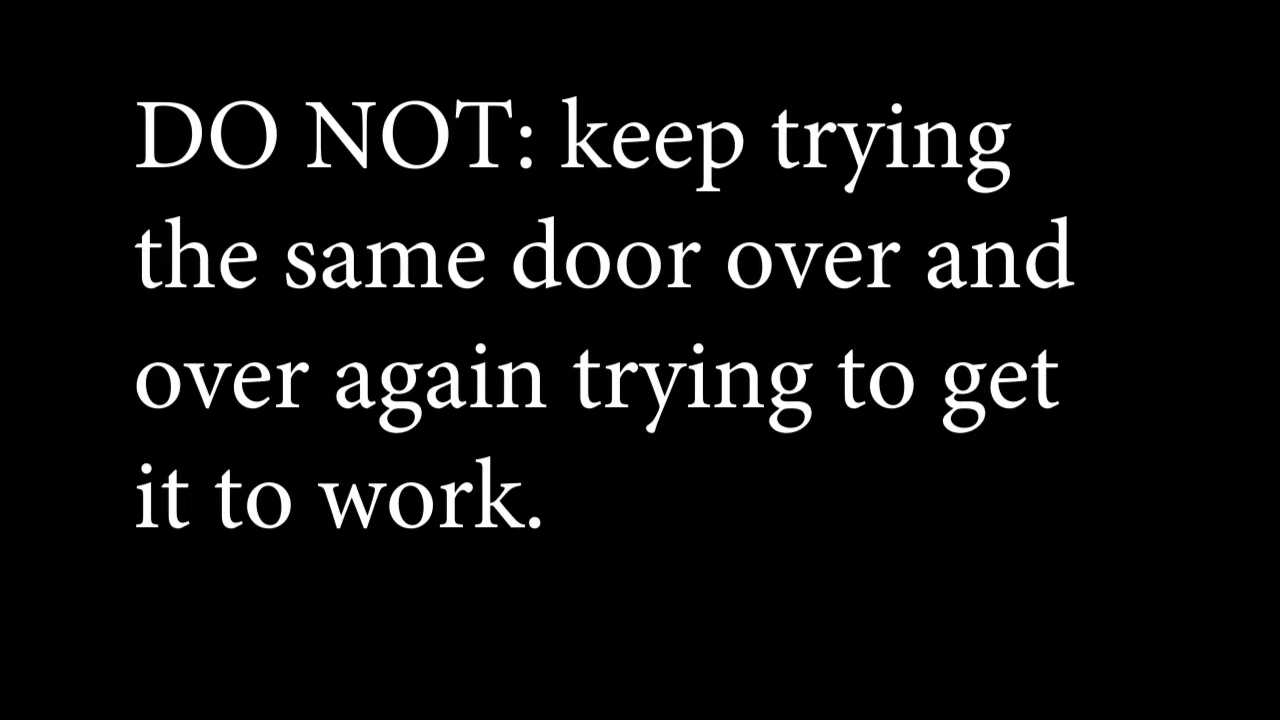 DO NOT: keep trying
the same door over and
over again trying to get
it to work.